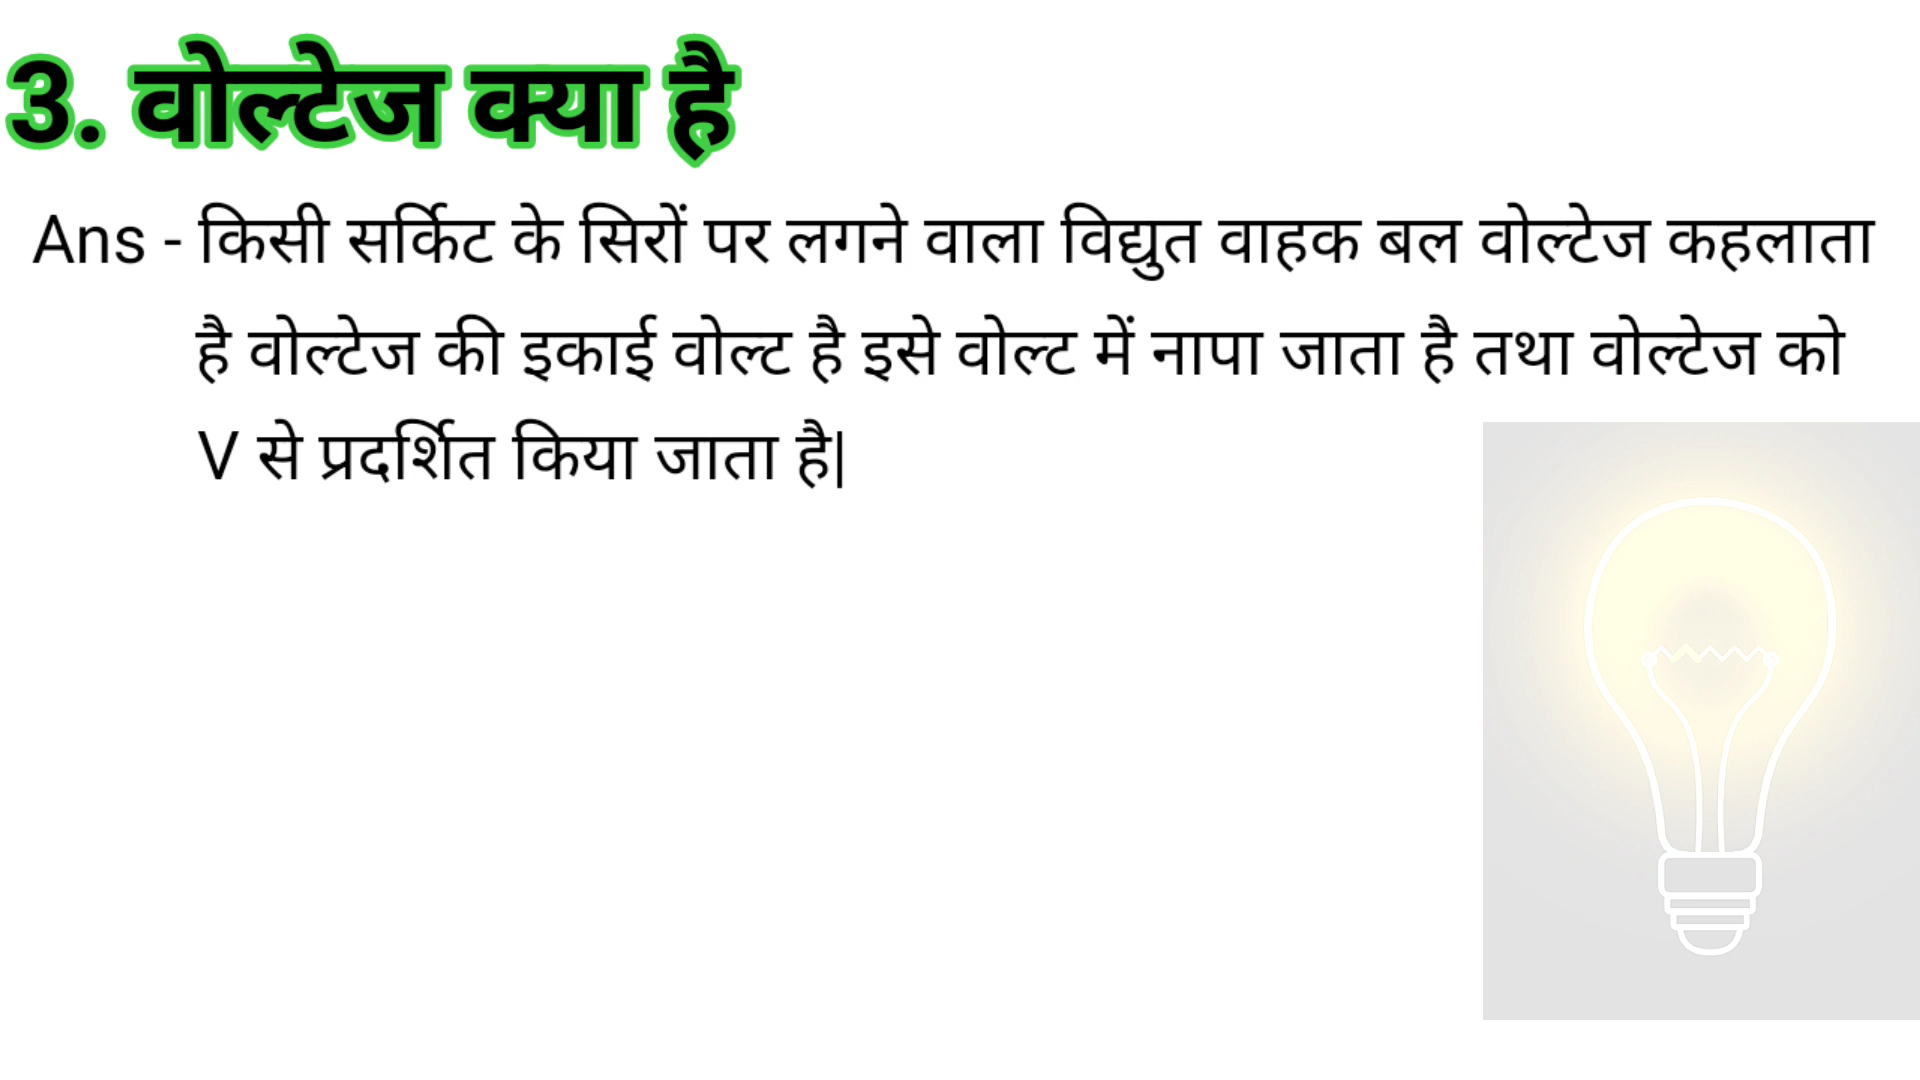 3. वोल्टेज क्या है
Ans - किसी सर्किट के सिरों पर लगने वाला विद्युत वाहक बल वोल्टेज कहलाता
है वोल्टेज की इकाई वोल्ट है इसे वोल्ट में नापा जाता है तथा वोल्टेज को
V से प्रदर्शित किया जाता है|